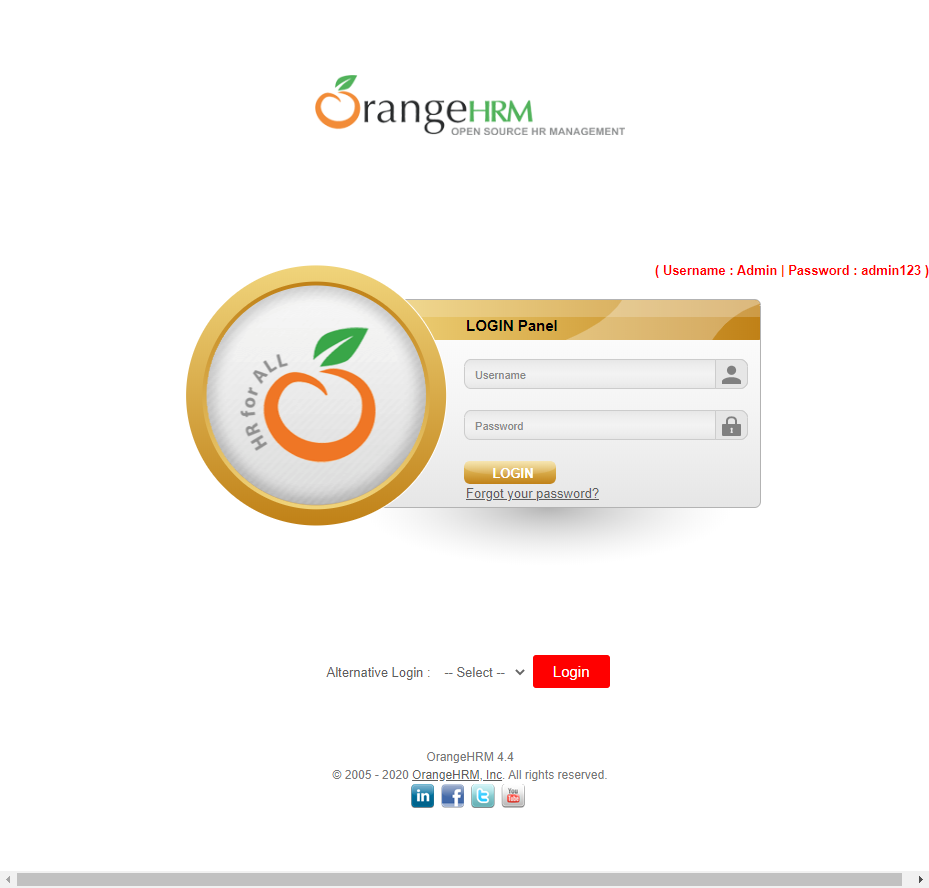 OrangeHRM
OPEN SOURCE HR MANAGEMENT
( Username : Admin | Password : admin123 )
LOGIN Panel
HR for ALL
Username
Password
LOGIN
Forgot your password?
Alternative Login : -- Select -- Login
OrangeHRM 4.4
© 2005 - 2020 OrangeHRM, Inc. All rights reserved.
in f t You Tube